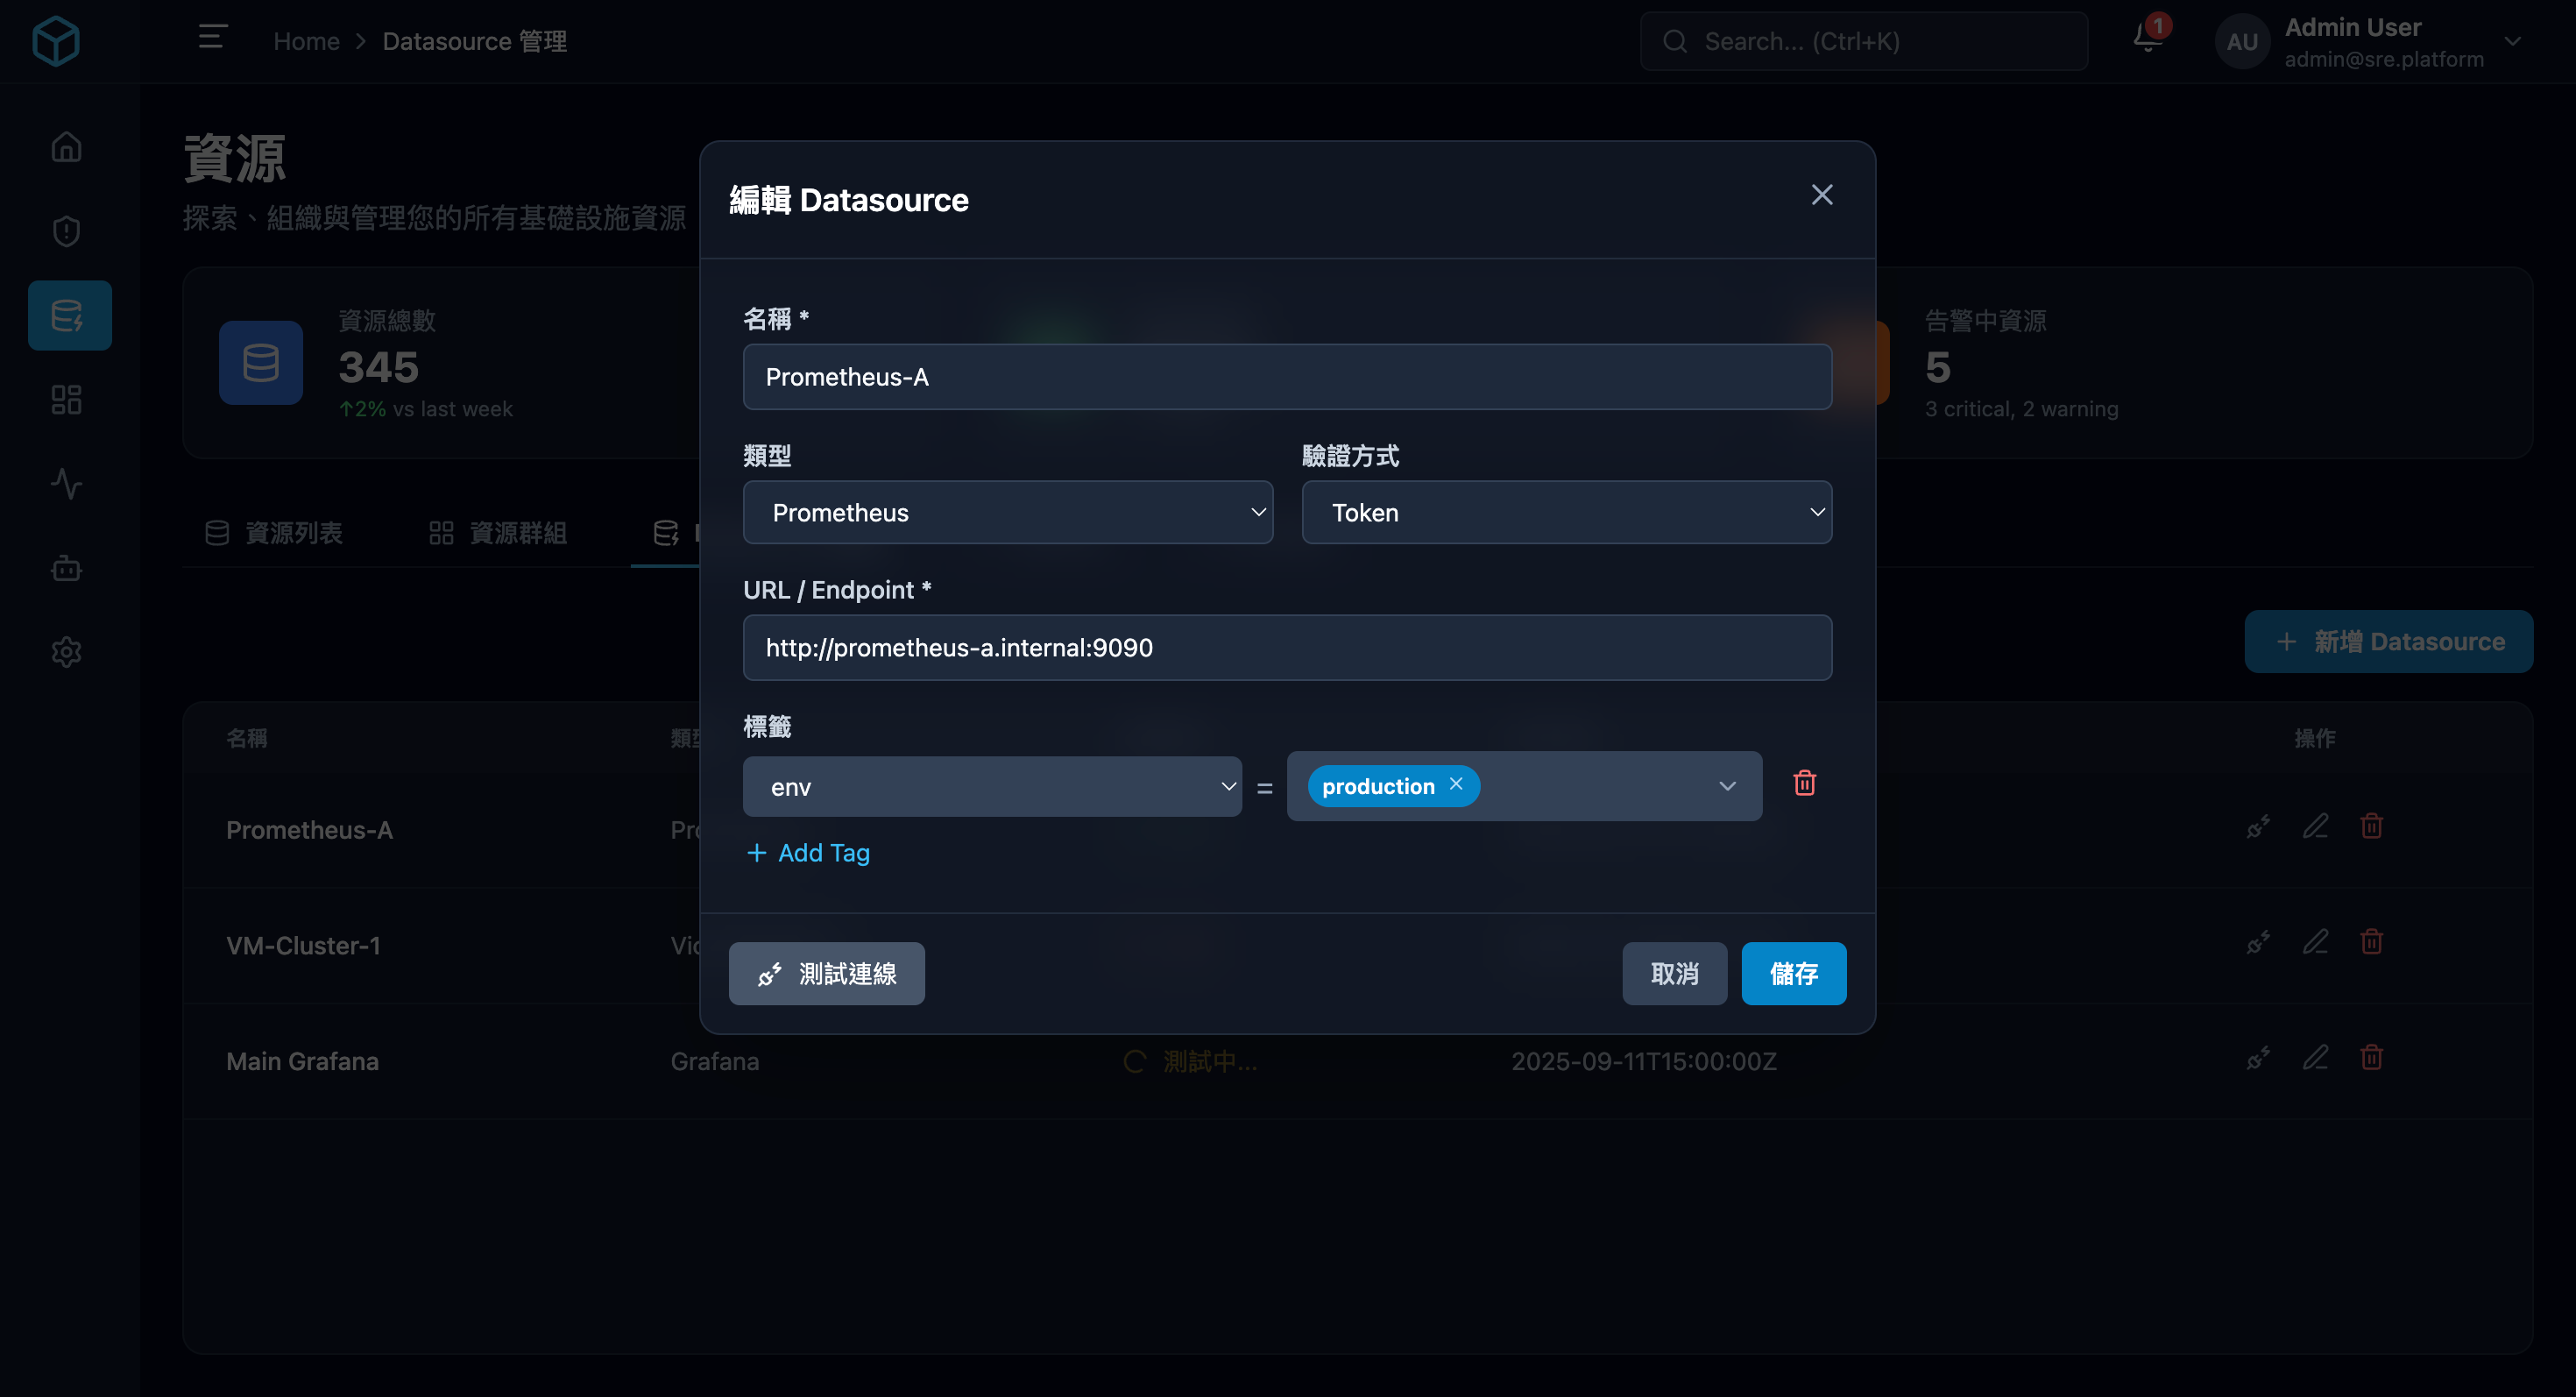 Home > Datasource 管理
Search... (Ctrl+K)
1
AU
Admin User
admin@sre.platform
資源
探索、組織與管理您的所有基礎設施資源
資源總數
345
↑2% vs last week
告警中資源
5
3 critical, 2 warning
資源列表
資源群組
+ 新增 Datasource
名稱
操作
Prometheus-A
VM-Cluster-1
Main Grafana
Grafana
測試中...
2025-09-11T15:00:00Z
編輯 Datasource
名稱 *
Prometheus-A
類型
驗證方式
Prometheus
Token
URL / Endpoint *
http://prometheus-a.internal:9090
標籤
env
=
production
+ Add Tag
測試連線
取消
儲存